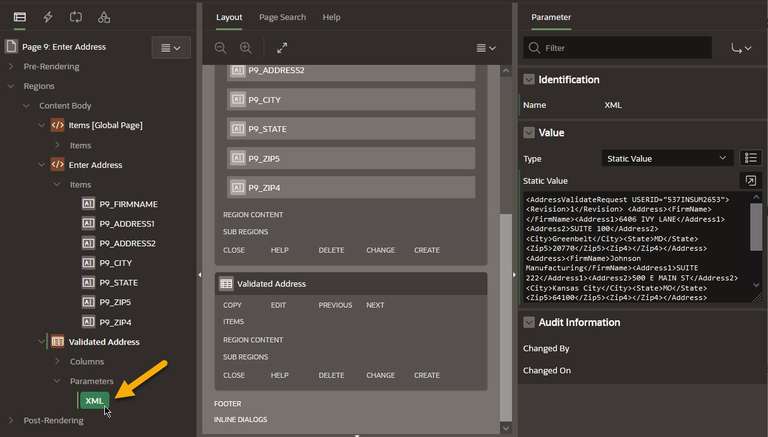 Page 9: Enter Address
Pre-Rendering
Regions
Content Body
Items [Global Page]
Items
Enter Address
Items
P9_FIRMNAME
P9_ADDRESS1
P9_ADDRESS2
P9_CITY
P9_STATE
P9_ZIP5
P9_ZIP4
Validated Address
Columns
Parameters
XML
Post-Rendering
Layout Page Search Help
P9_ADDRESS2
P9_CITY
P9_STATE
P9_ZIP5
P9_ZIP4
REGION CONTENT
SUB REGIONS
CLOSE HELP DELETE CHANGE CREATE
Validated Address
COPY EDIT PREVIOUS NEXT
ITEMS
REGION CONTENT
SUB REGIONS
CLOSE HELP DELETE CHANGE CREATE
FOOTER
INLINE DIALOGS
Parameter
Filter
Identification
Name XML
Value
Type Static Value
Static Value
<AddressValidateRequest USERID="537INSUM2653">
<Revision>1</Revision> <Address><FirmName>
</FirmName><Address1>6406 IVY LANE</Address1>
<Address2>SUITE 100</Address2>
<City>Greenbelt</City><State>MD</State>
<Zip5>20770</Zip5><Zip4></Zip4></Address>
<Address><FirmName>Johnson
Manufacturing</FirmName><Address1>SUITE
222</Address1><Address2>500 E MAIN ST</Address2>
<City>Kansas City</City><State>MO</State>
<Zip5>64100</Zip5><Zip4></Zip4></Address>
Audit Information
Changed By
Changed On